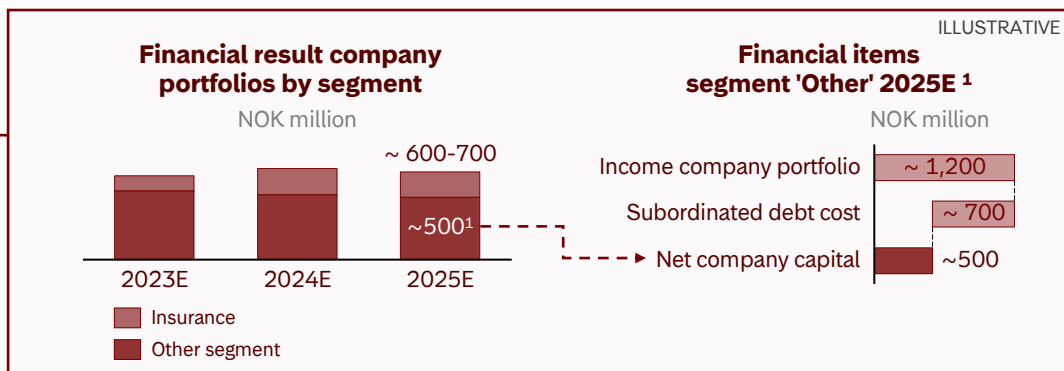 ILLUSTRATIVE
Financial result company
portfolios by segment
NOK million
~ 600-700
~500¹
2023E
2024E
2025E
Insurance
Other segment
Financial items
segment 'Other' 2025E ¹
NOK million
Income company portfolio
~ 1,200
Subordinated debt cost
~ 700
Net company capital
~500